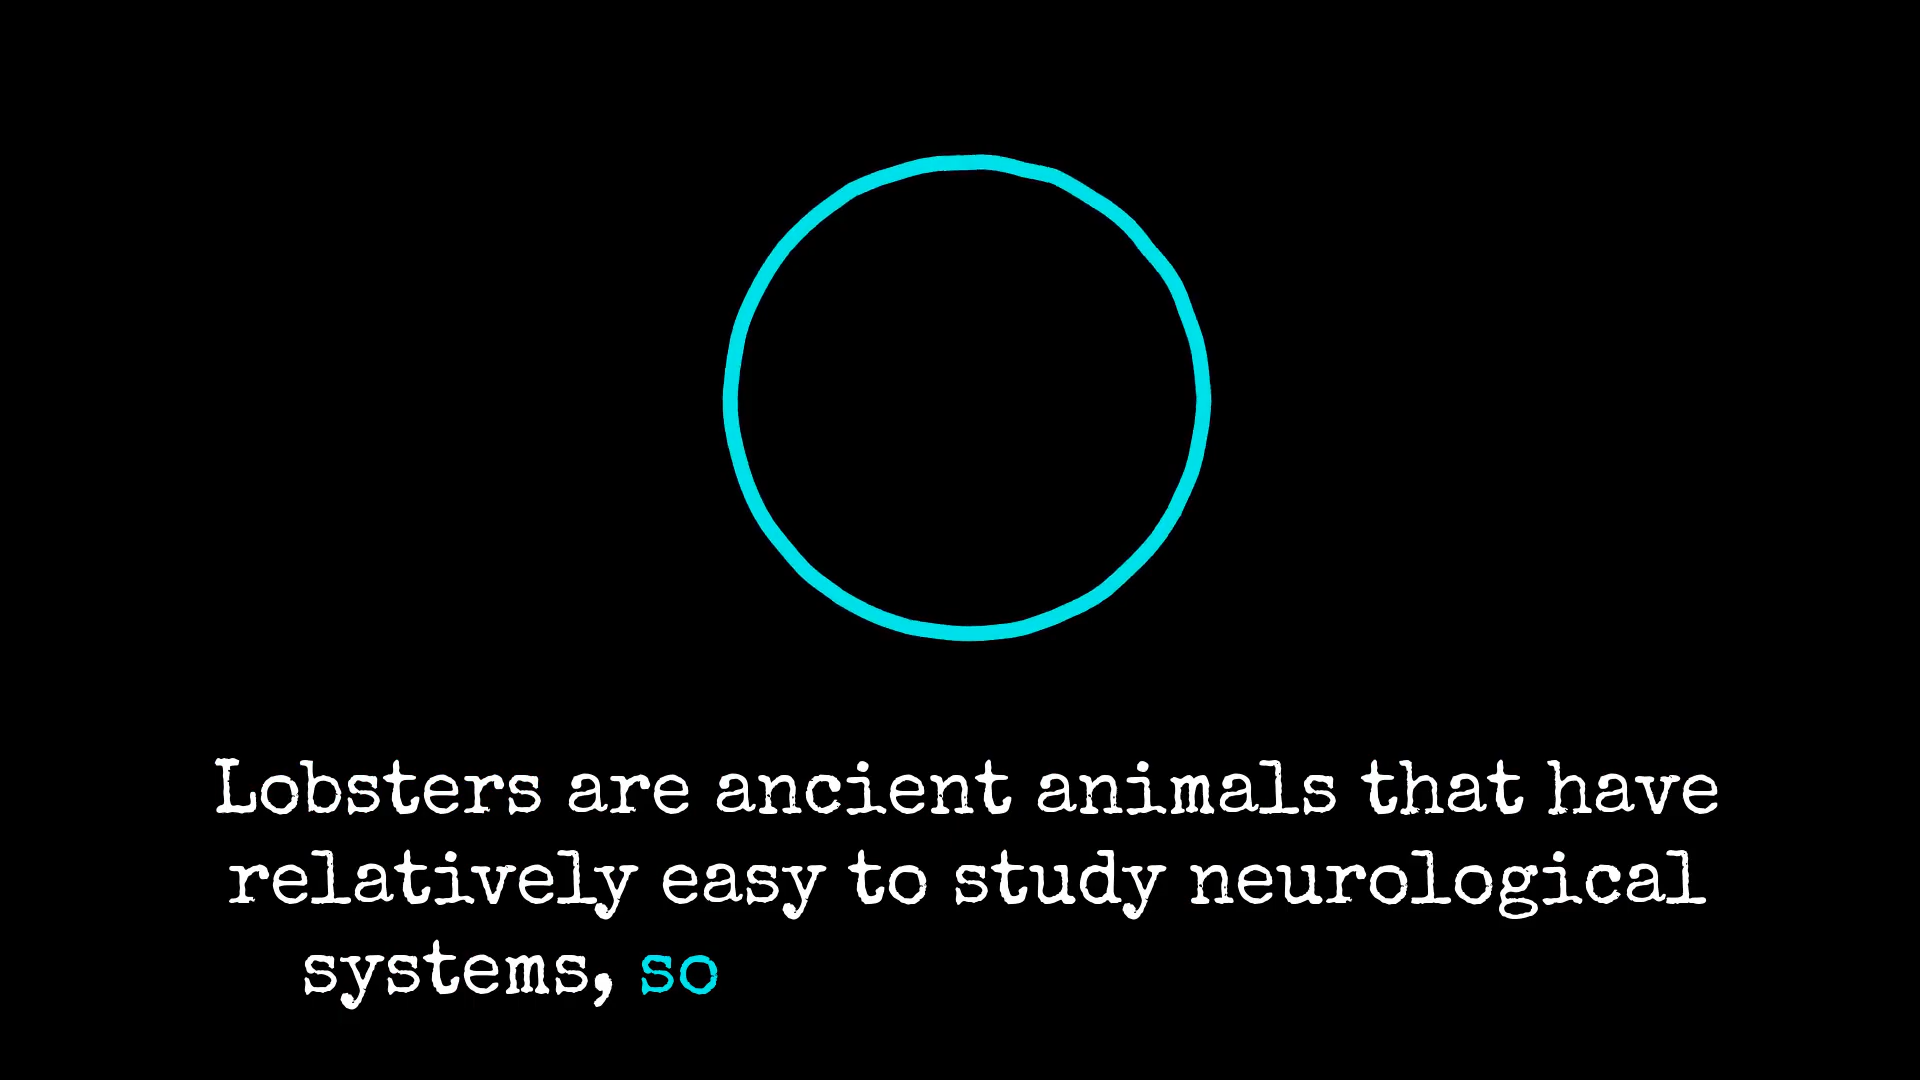 Lobsters are ancient animals that have
relatively easy to study neurological
systems, so